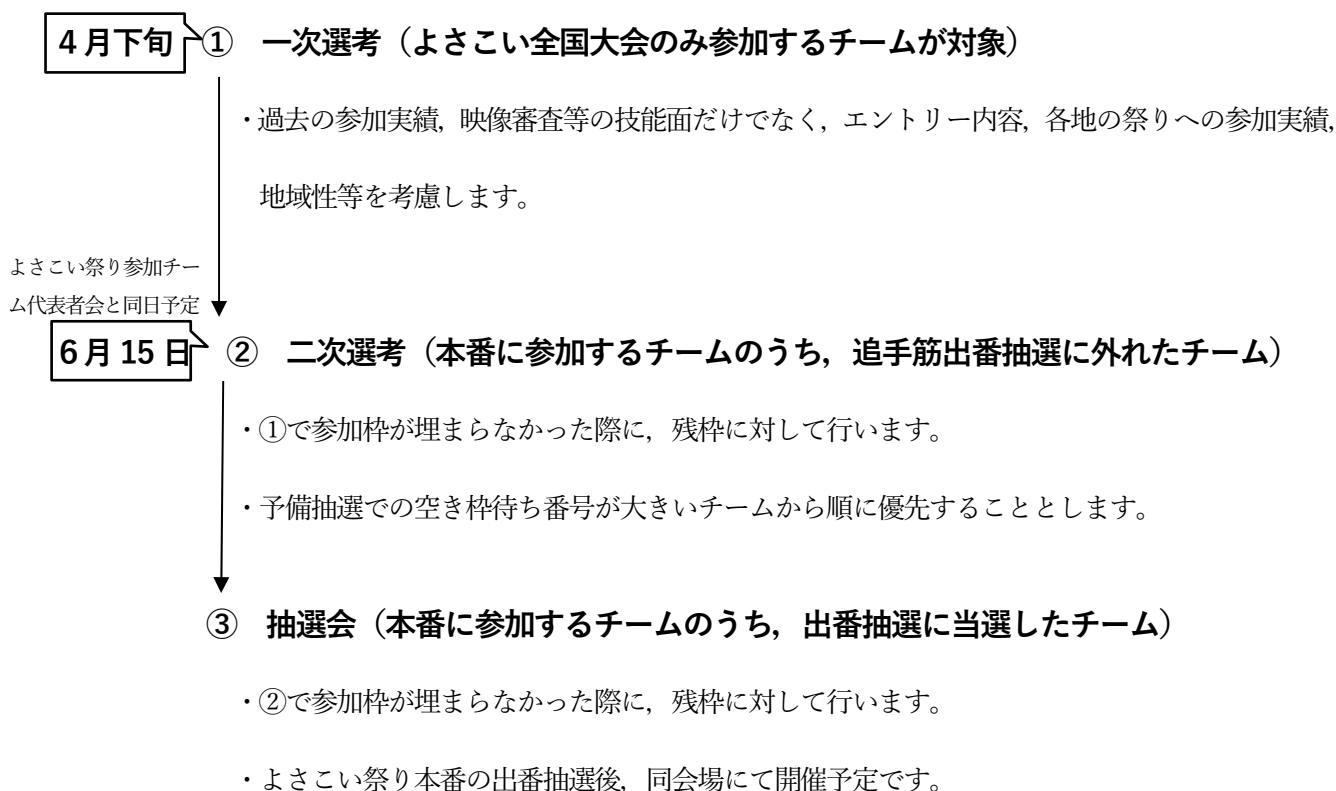 4月下旬
① 一次選考（よさこい全国大会のみ参加するチームが対象）
・過去の参加実績，映像審査等の技能面だけでなく，エントリー内容，各地の祭りへの参加実績，
地域性等を考慮します。
よさこい祭り参加チー
ム代表者会と同日予定
6月15日
② 二次選考（本番に参加するチームのうち，追手筋出番抽選に外れたチーム）
・①で参加枠が埋まらなかった際に，残枠に対して行います。
・予備抽選での空き枠待ち番号が大きいチームから順に優先することとします。
③ 抽選会（本番に参加するチームのうち，出番抽選に当選したチーム）
・②で参加枠が埋まらなかった際に，残枠に対して行います。
・よさこい祭り本番の出番抽選後，同会場にて開催予定です。